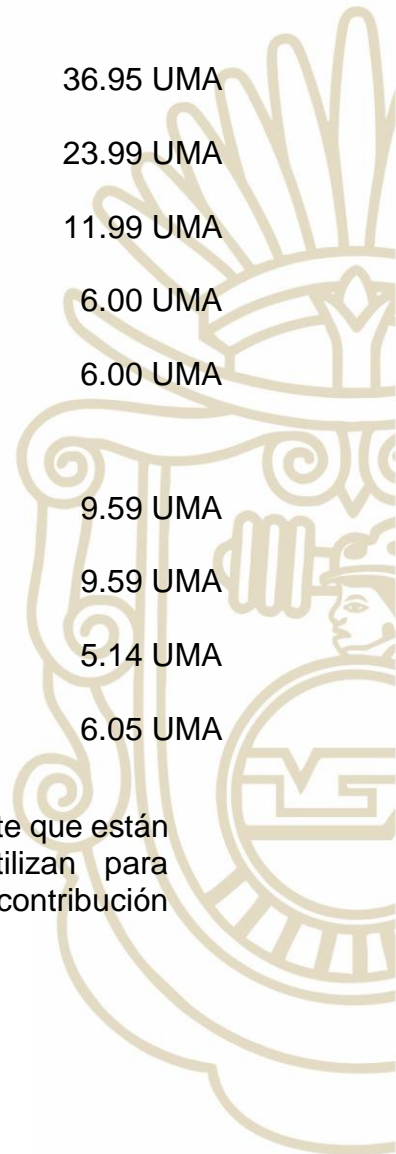 36.95 UMA
23.99 UMA
11.99 UMA
6.00 UMA
6.00 UMA
9.59 UMA
9.59 UMA
5.14 UMA
6.05 UMA
te que están
tilizan para
contribución